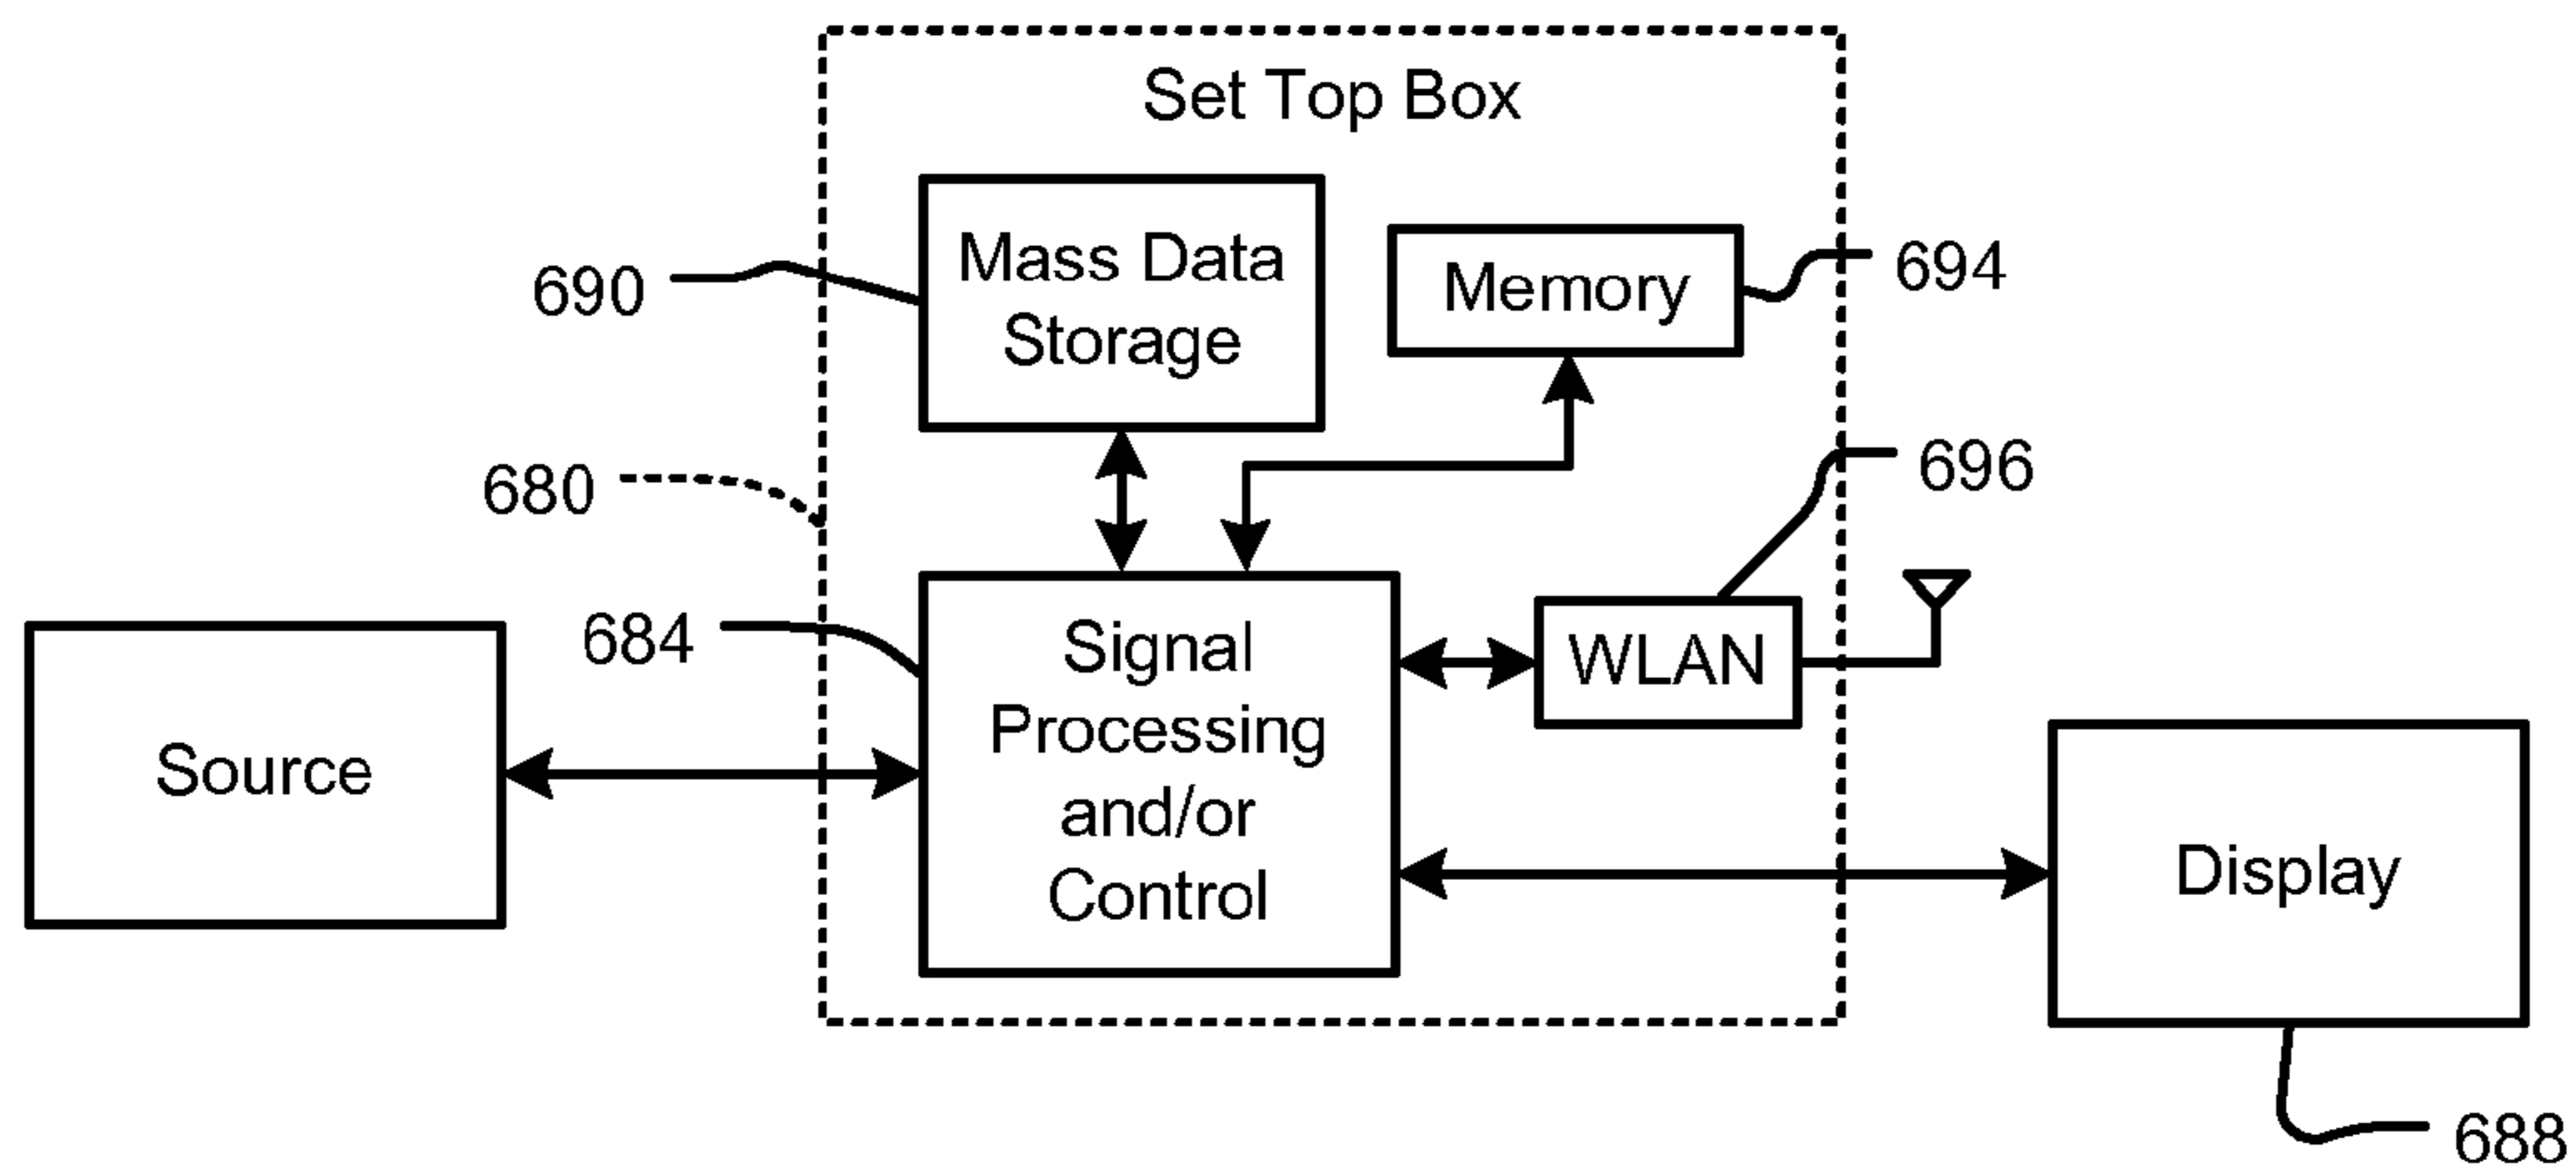 Set Top Box
690
Mass Data
Storage
Memory
694
680
696
684
Signal
Processing
and/or
Control
WLAN
Source
Display
688